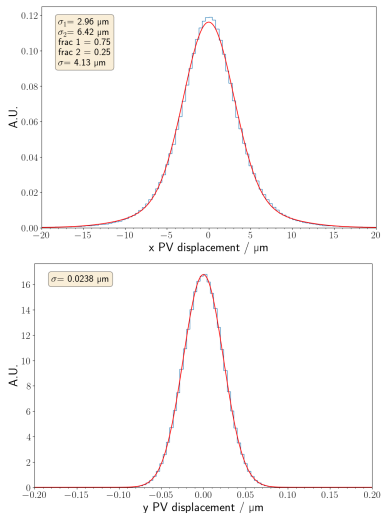 0.12
0.10
0.08
0.06
0.04
0.02
0.00
A.U.
σ₁= 2.96 µm
σ₂= 6.42 µm
frac 1 = 0.75
frac 2 = 0.25
σ= 4.13 µm
−20 −15 −10 −5 0 5 10 15 20
x PV displacement / µm
16
14
12
10
8
6
4
2
0
A.U.
σ= 0.0238 µm
−0.20 −0.15 −0.10 −0.05 0.00 0.05 0.10 0.15 0.20
y PV displacement / µm